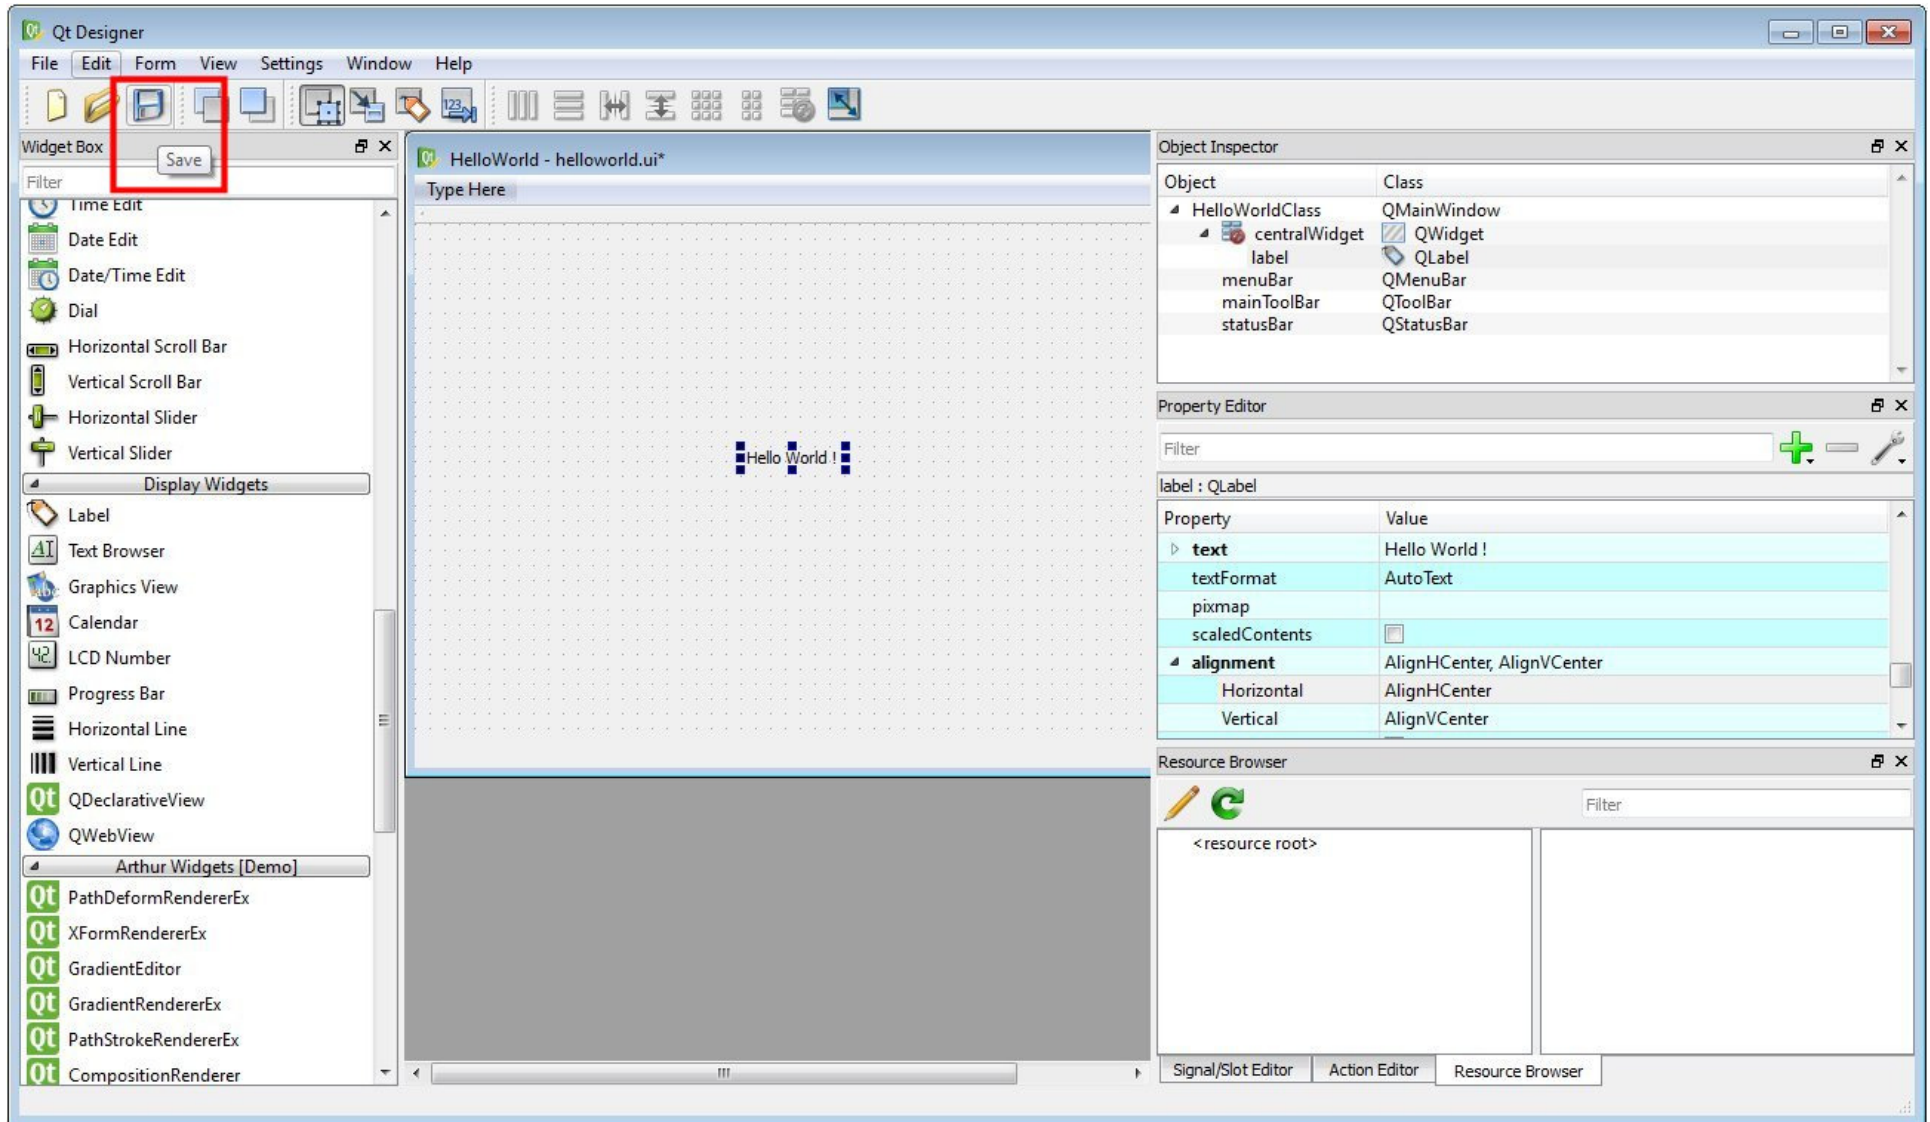 Qt Designer
File Edit Form View Settings Window Help
Save
Widget Box
Filter
Time Edit
Date Edit
Date/Time Edit
Dial
Horizontal Scroll Bar
Vertical Scroll Bar
Horizontal Slider
Vertical Slider
Display Widgets
Label
Text Browser
Graphics View
Calendar
LCD Number
Progress Bar
Horizontal Line
Vertical Line
QDeclarativeView
QWebView
Arthur Widgets [Demo]
PathDeformRendererEx
XFormRendererEx
GradientEditor
GradientRendererEx
PathStrokeRendererEx
CompositionRenderer
HelloWorld - helloworld.ui*
Type Here
Hello World !
Object Inspector
Object Class
HelloWorldClass QMainWindow
centralWidget QWidget
label QLabel
menuBar QMenuBar
mainToolBar QToolBar
statusBar QStatusBar
Property Editor
Filter
label : QLabel
Property Value
text Hello World !
textFormat AutoText
pixmap
scaledContents
alignment AlignHCenter, AlignVCenter
Horizontal AlignHCenter
Vertical AlignVCenter
Resource Browser
Filter
<resource root>
Signal/Slot Editor Action Editor Resource Browser